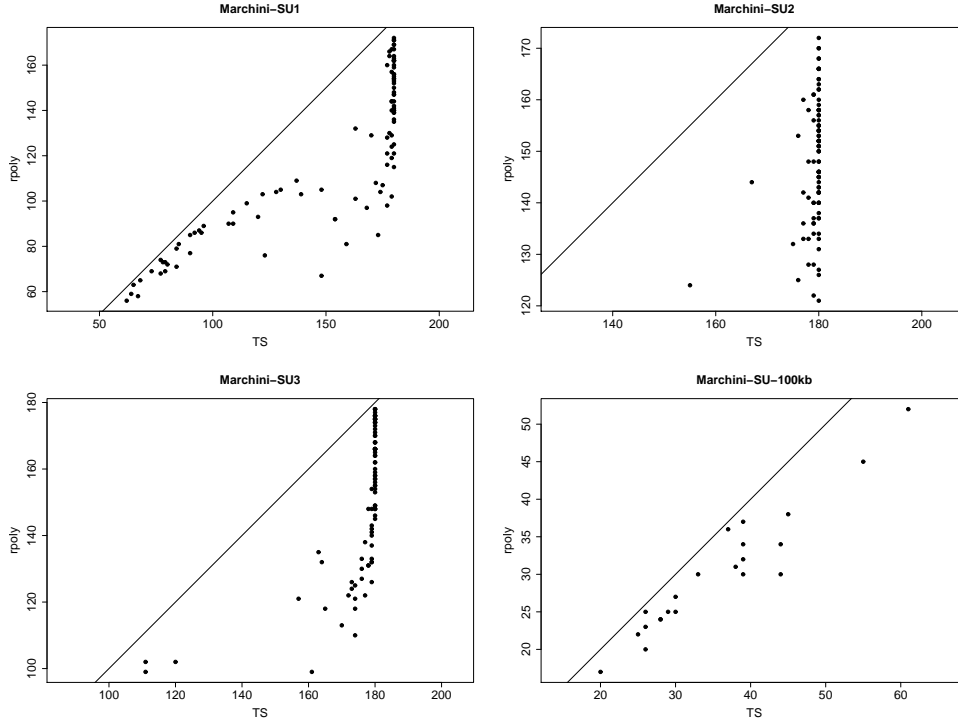 Marchini−SU1
rpoly
60 80 100 120 140 160
50 100 150 200
TS
Marchini−SU2
rpoly
120 130 140 150 160 170
140 160 180 200
TS
Marchini−SU3
rpoly
100 120 140 160 180
100 120 140 160 180 200
TS
Marchini−SU−100kb
rpoly
20 25 30 35 40 45 50
20 30 40 50 60
TS